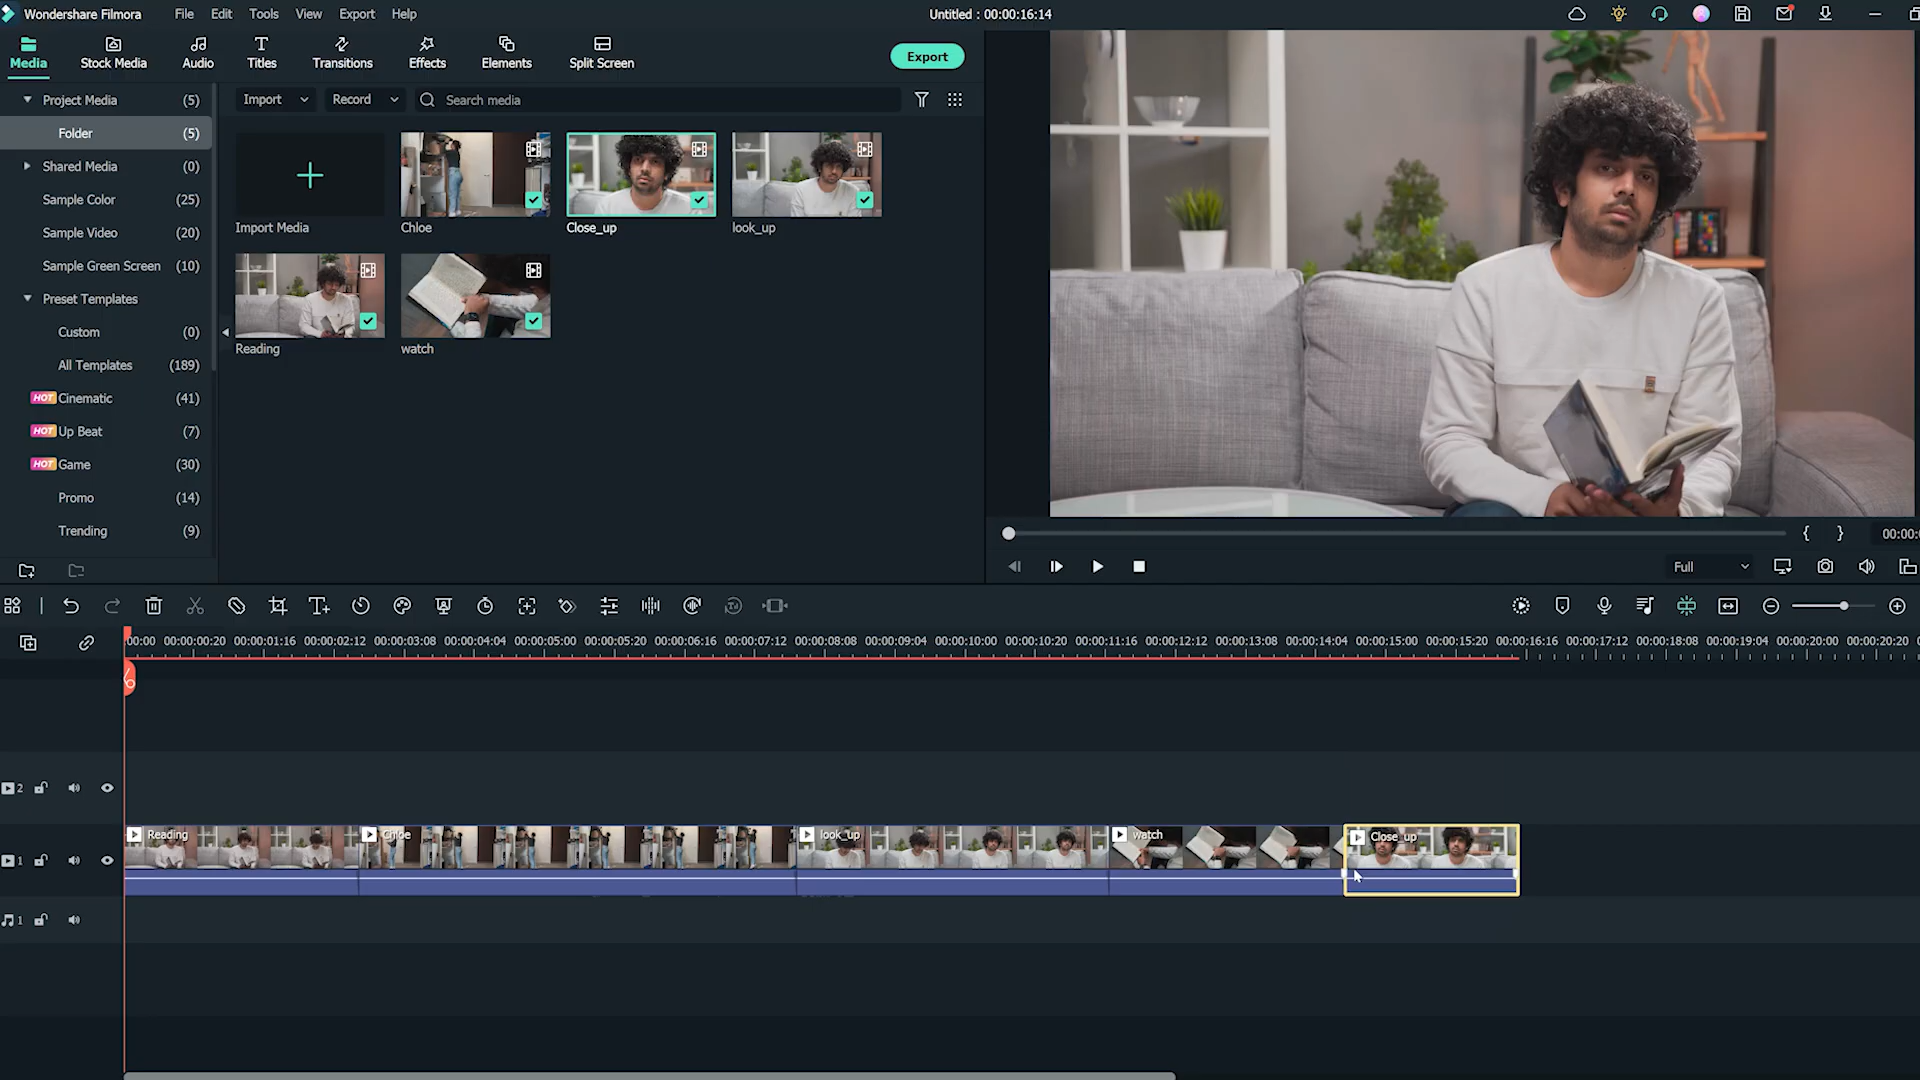 Wondershare Filmora File Edit Tools View Export Help Untitled : 00:00:16:14
Media Stock Media Audio Titles Transitions Effects Elements Split Screen Export
Project Media (5)
Folder (5)
Shared Media (0)
Sample Color (25)
Sample Video (20)
Sample Green Screen (10)
Preset Templates
Custom (0)
All Templates (189)
HOT Cinematic (41)
HOT Up Beat (7)
HOT Game (30)
Promo (14)
Trending (9)
Import Record Search media
Import Media Chloe Close_up look_up
Reading watch
{ } 00:00:0
Full
:00:00 00:00:00:20 00:00:01:16 00:00:02:12 00:00:03:08 00:00:04:04 00:00:05:00 00:00:05:20 00:00:06:16 00:00:07:12 00:00:08:08 00:00:09:04 00:00:10:00 00:00:10:20 00:00:11:16 00:00:12:12 00:00:13:08 00:00:14:04 00:00:15:00 00:00:15:20 00:00:16:16 00:00:17:12 00:00:18:08 00:00:19:04 00:00:20:00 00:00:20:20
2
1 Reading Chloe look_up watch Close_up
1